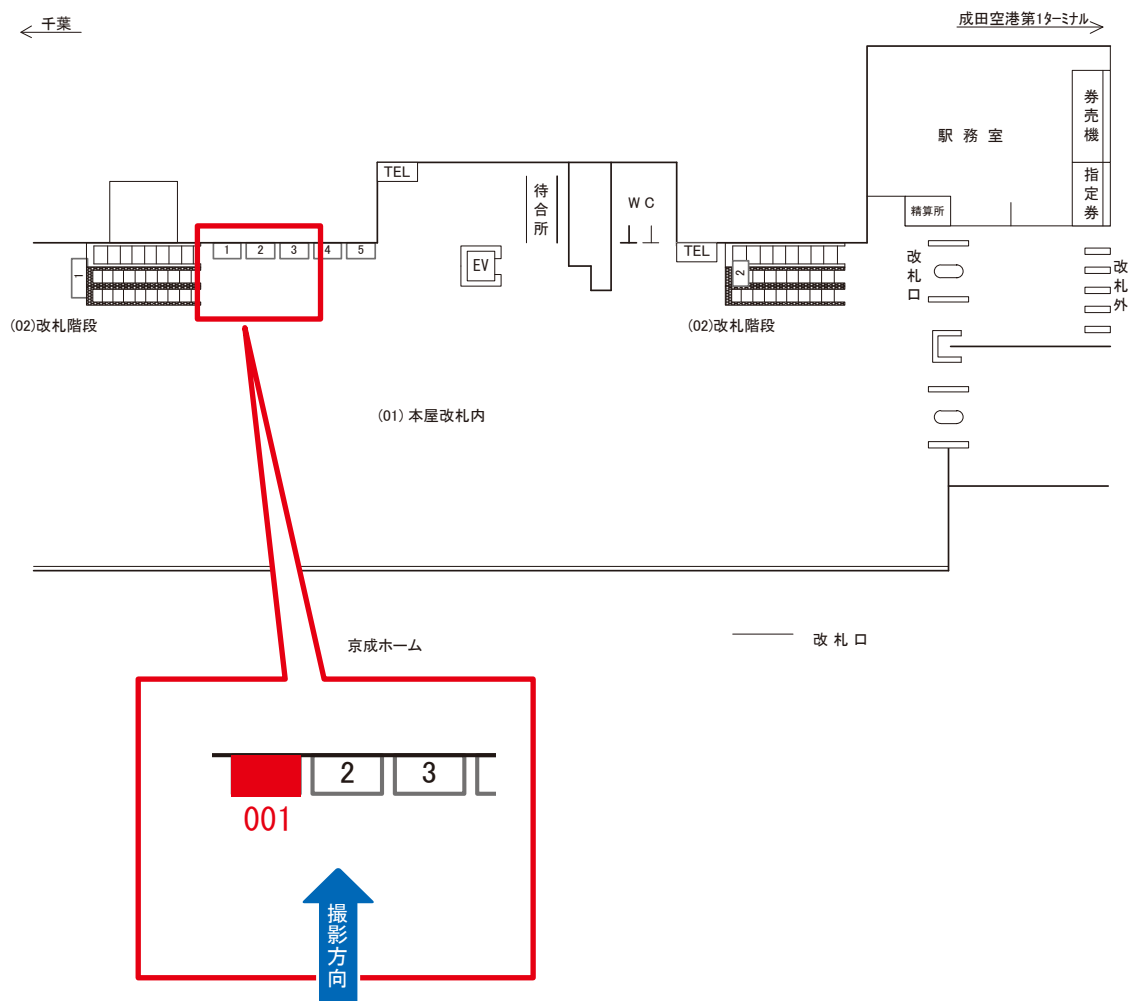 千葉
成田空港第1ターミナル
券売機
駅務室
指定券
TEL
待合所
WC
精算所
1
2
3
4
5
TEL
EV
1
2
改札口
改札外
(02)改札階段
(02)改札階段
(01)本屋改札内
京成ホーム
改札口
2
3
001
撮影方向